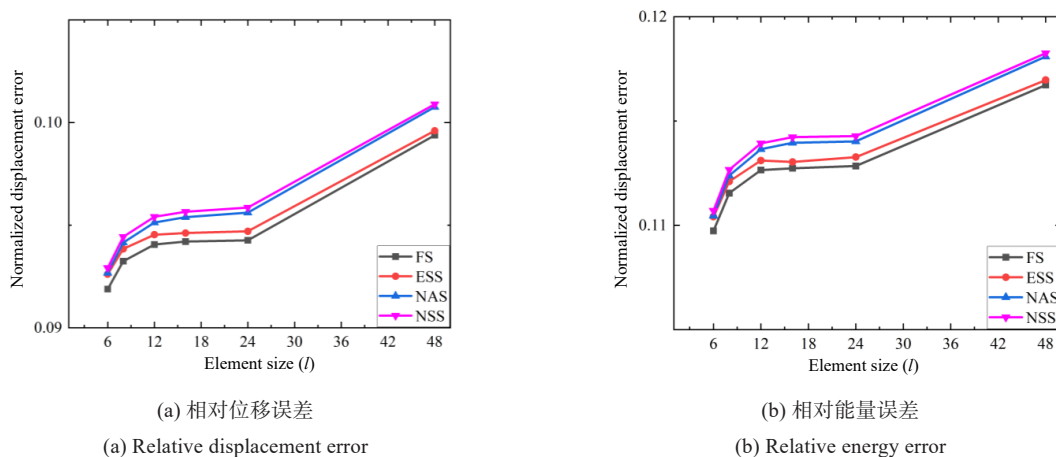 Normalized displacement error
0.10
0.09
6 12 18 24 30 36 42 48
Element size (l)
FS
ESS
NAS
NSS
(a) 相对位移误差
(a) Relative displacement error
Normalized displacement error
0.12
0.11
6 12 18 24 30 36 42 48
Element size (l)
FS
ESS
NAS
NSS
(b) 相对能量误差
(b) Relative energy error